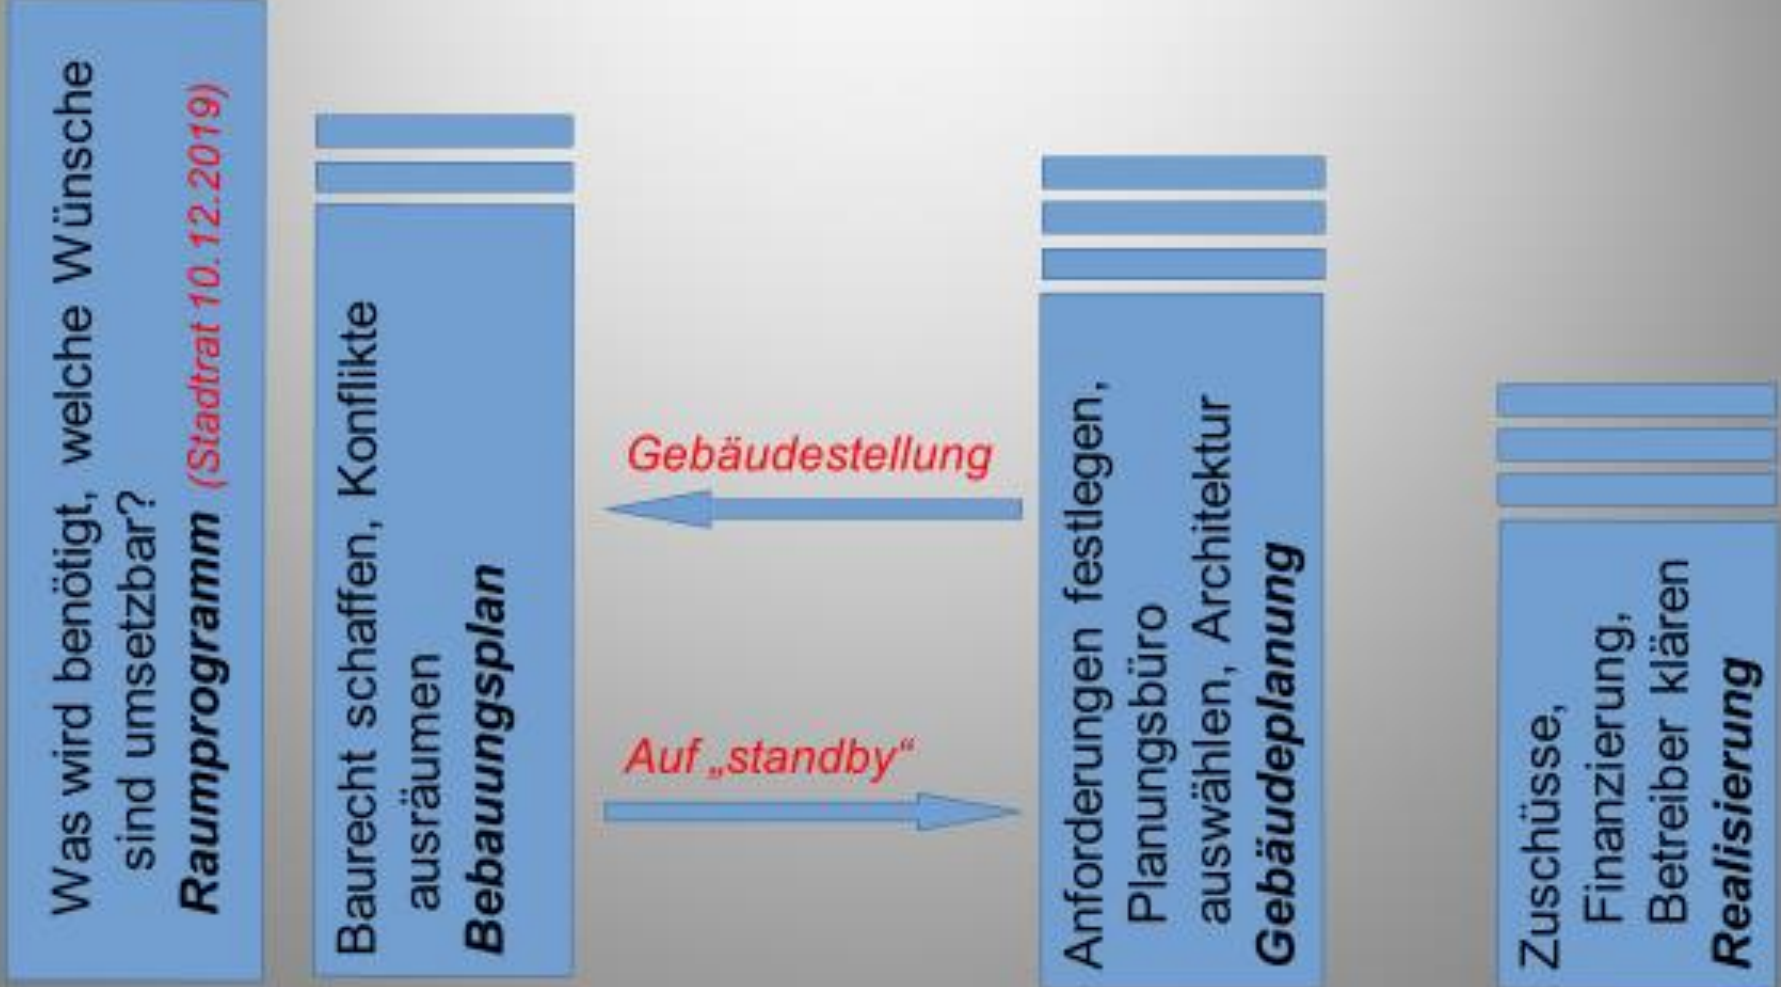 Was wird benötigt, welche Wünsche
sind umsetzbar?
Raumprogramm (Stadtrat 10.12.2019)
Baurecht schaffen, Konflikte
ausräumen
Bebauungsplan
Gebäudestellung
Auf „standby“
Anforderungen festlegen,
Planungsbüro
auswählen, Architektur
Gebäudeplanung
Zuschüsse,
Finanzierung,
Betreiber klären
Realisierung